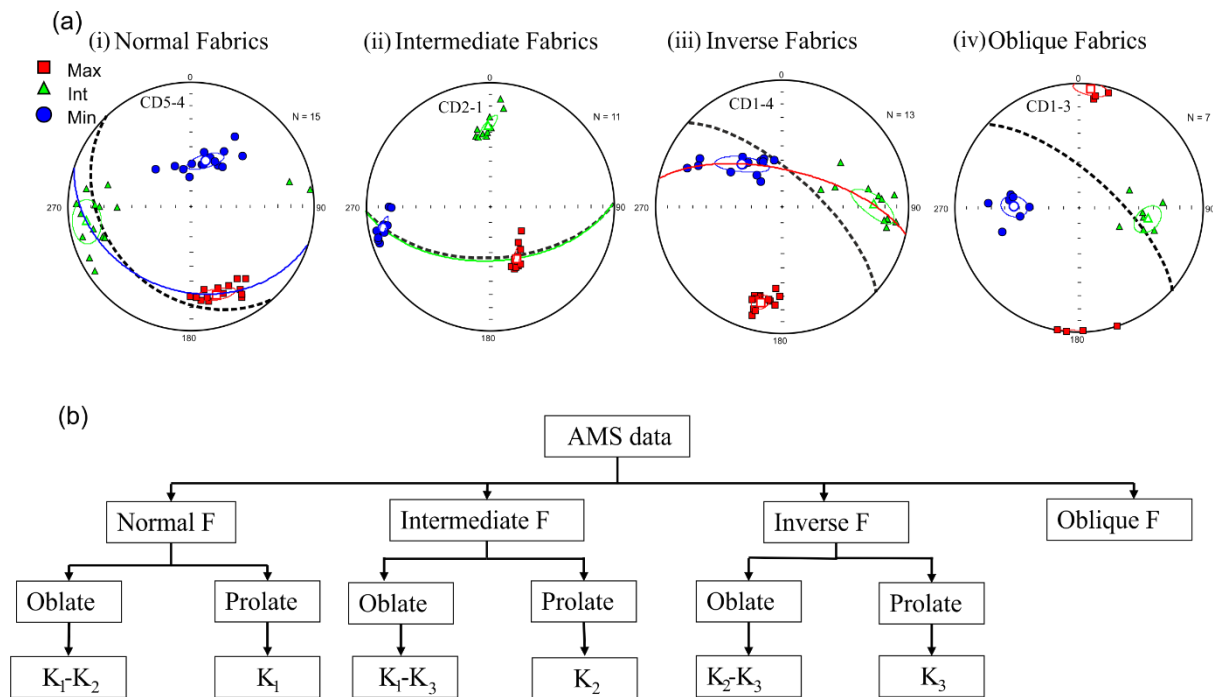 (a)
(i) Normal Fabrics
(ii) Intermediate Fabrics
(iii) Inverse Fabrics
(iv) Oblique Fabrics
Max
Int
Min
0
CD5-4
N = 15
270
90
180
0
CD2-1
N = 11
270
90
180
0
CD1-4
N = 13
270
90
180
0
CD1-3
N = 7
270
90
180
(b)
AMS data
Normal F
Intermediate F
Inverse F
Oblique F
Oblate
Prolate
Oblate
Prolate
Oblate
Prolate
K₁-K₂
K₁
K₁-K₃
K₂
K₂-K₃
K₃